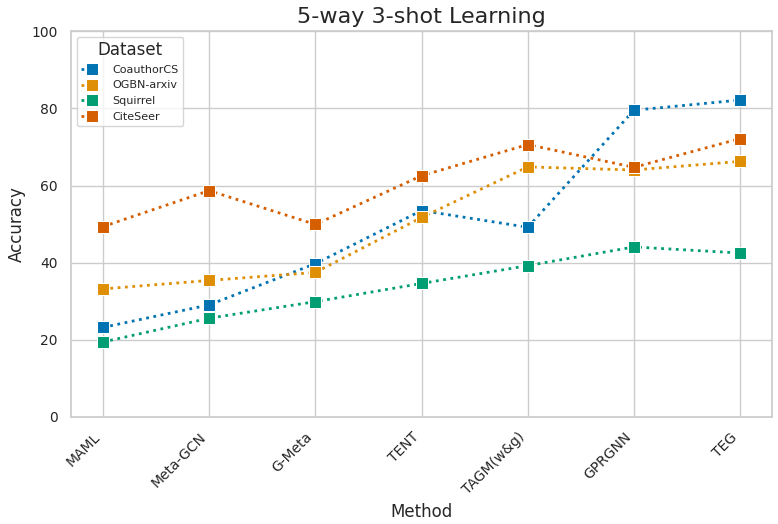 5-way 3-shot Learning
100
80
60
40
20
0
Accuracy
Dataset
CoauthorCS
OGBN-arxiv
Squirrel
CiteSeer
MAML
Meta-GCN
G-Meta
TENT
TAGM(w&g)
GPRGNN
TEG
Method